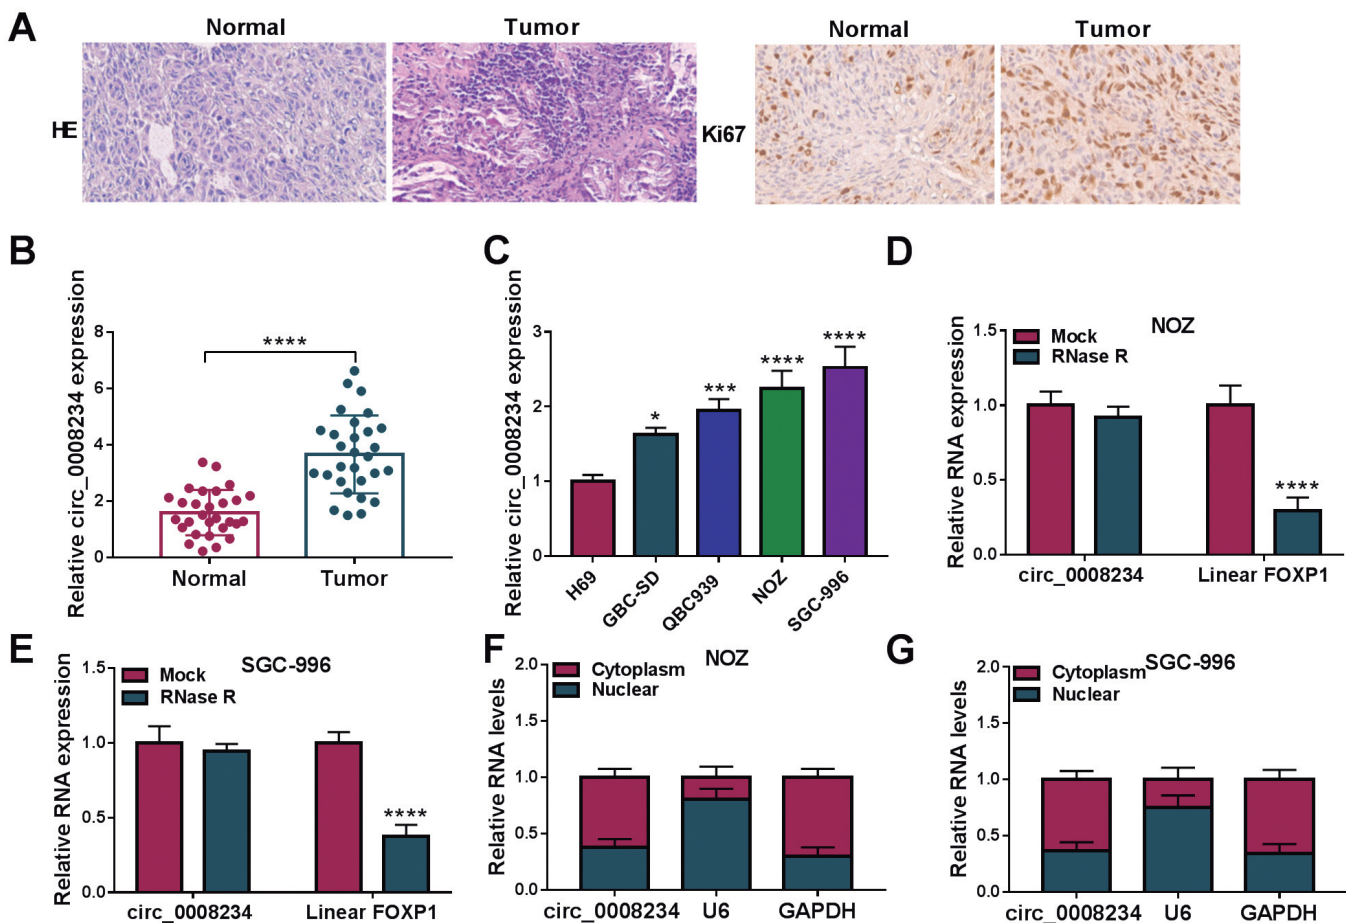 A
Normal
Tumor
Normal
Tumor
HE
Ki67
B
Relative circ_0008234 expression
8
6
4
2
0
****
Normal
Tumor
C
Relative circ_0008234 expression
3
2
1
0
*
***
****
****
H69
GBC-SD
QBC939
NOZ
SGC-996
D
NOZ
Relative RNA expression
1.5
1.0
0.5
0.0
Mock
RNase R
****
circ_0008234
Linear FOXP1
E
SGC-996
Relative RNA expression
1.5
1.0
0.5
0.0
Mock
RNase R
****
circ_0008234
Linear FOXP1
F
NOZ
Relative RNA levels
2.0
1.5
1.0
0.5
0.0
Cytoplasm
Nuclear
circ_0008234
U6
GAPDH
G
SGC-996
Relative RNA levels
2.0
1.5
1.0
0.5
0.0
Cytoplasm
Nuclear
circ_0008234
U6
GAPDH